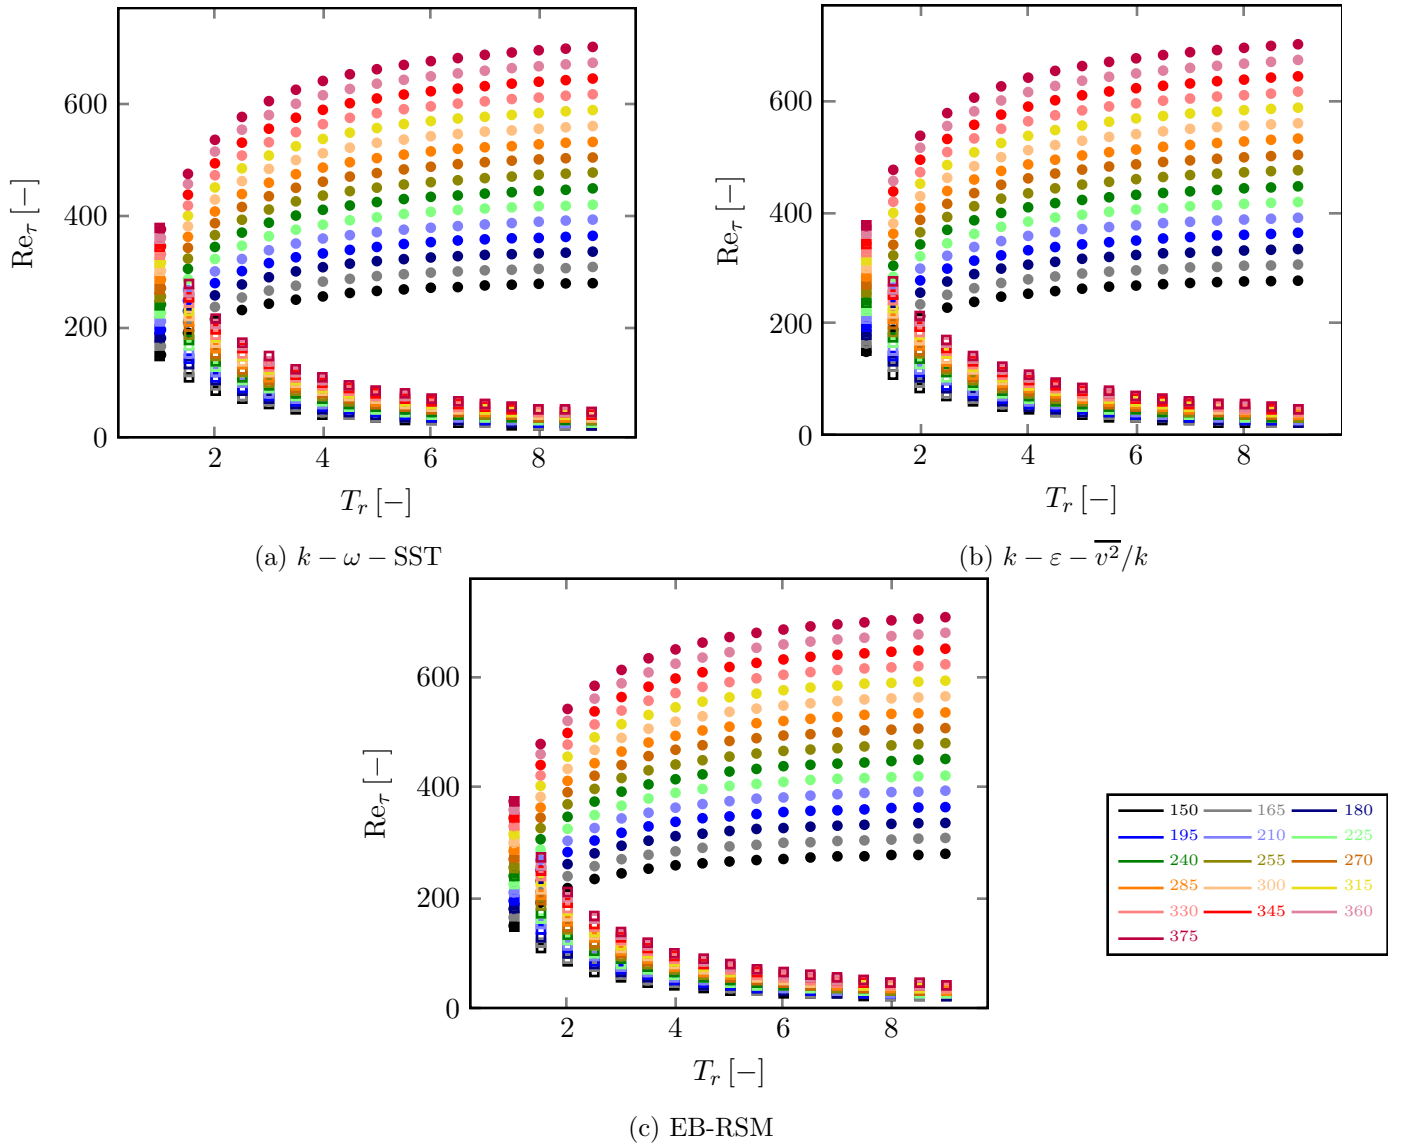 600
400
200
0
2 4 6 8
Re_τ [−]
T_r [−]
(a) k − ω − SST
600
400
200
0
2 4 6 8
Re_τ [−]
T_r [−]
(b) k − ε − \overline{v^2}/k
600
400
200
0
2 4 6 8
Re_τ [−]
T_r [−]
(c) EB-RSM
150 165 180
195 210 225
240 255 270
285 300 315
330 345 360
375